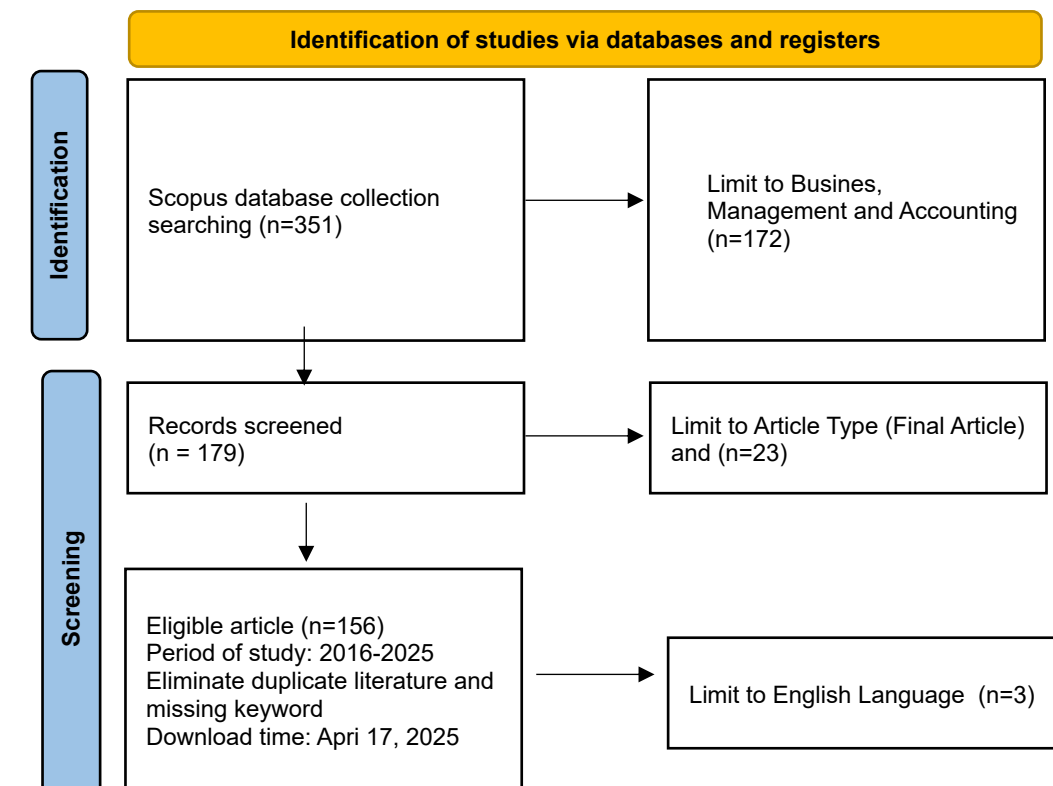 Identification of studies via databases and registers
Identification
Scopus database collection
searching (n=351)
Limit to Busines,
Management and Accounting
(n=172)
Screening
Records screened
(n = 179)
Limit to Article Type (Final Article)
and (n=23)
Eligible article (n=156)
Period of study: 2016-2025
Eliminate duplicate literature and
missing keyword
Download time: Apri 17, 2025
Limit to English Language (n=3)